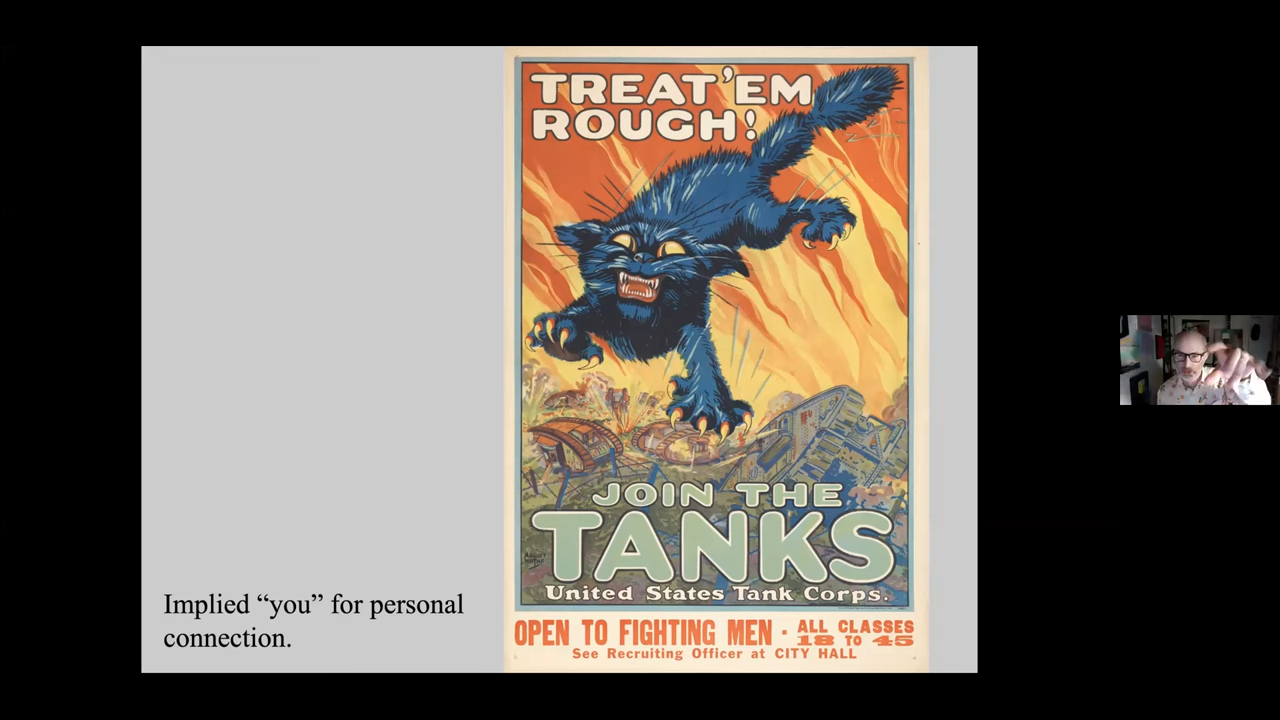 TREAT 'EM
ROUGH!
JOIN THE
TANKS
United States Tank Corps.
OPEN TO FIGHTING MEN · ALL CLASSES
18 TO 45
See Recruiting Officer at CITY HALL
Implied “you” for personal
connection.